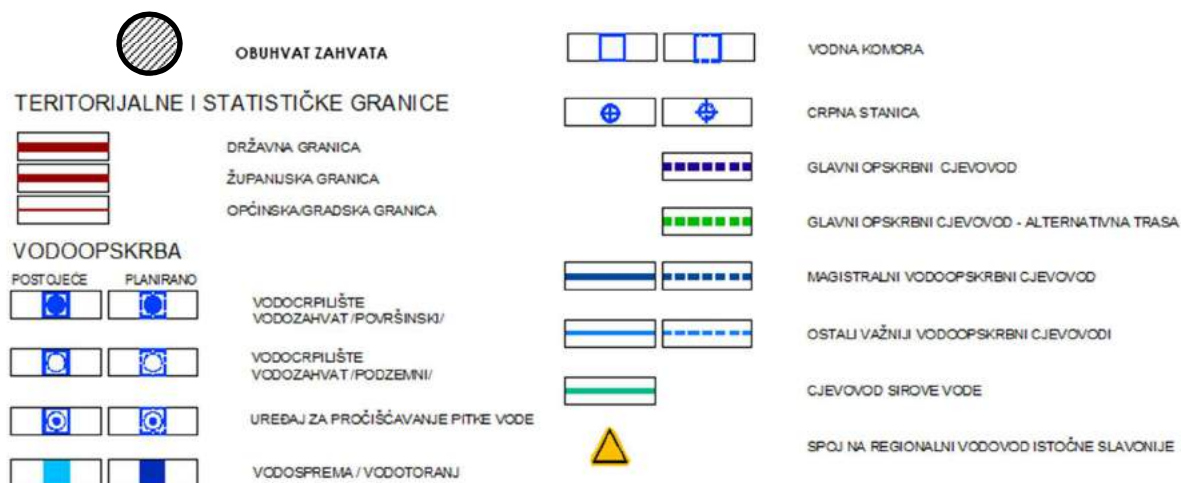 OBUHVAT ZAHVATA
TERITORIJALNE I STATISTIČKE GRANICE
DRŽAVNA GRANICA
ŽUPANIJSKA GRANICA
OPĆINSKA/GRADSKA GRANICA
VODOOPSKRBA
POSTOJEĆE PLANIRANO
VODOCRPILIŠTE
VODOZAHVAT /POVRŠINSKI/
VODOCRPILIŠTE
VODOZAHVAT /PODZEMNI/
UREĐAJ ZA PROČIŠĆAVANJE PITKE VODE
VODOSPREMA / VODOTORANJ
VODNA KOMORA
CRPNA STANICA
GLAVNI OPSKRBNI CJEVOVOD
GLAVNI OPSKRBNI CJEVOVOD - ALTERNATIVNA TRASA
MAGISTRALNI VODOOPSKRBNI CJEVOVOD
OSTALI VAŽNIJI VODOOPSKRBNI CJEVOVODI
CJEVOVOD SIROVE VODE
SPOJ NA REGIONALNI VODOVOD ISTOČNE SLAVONIJE